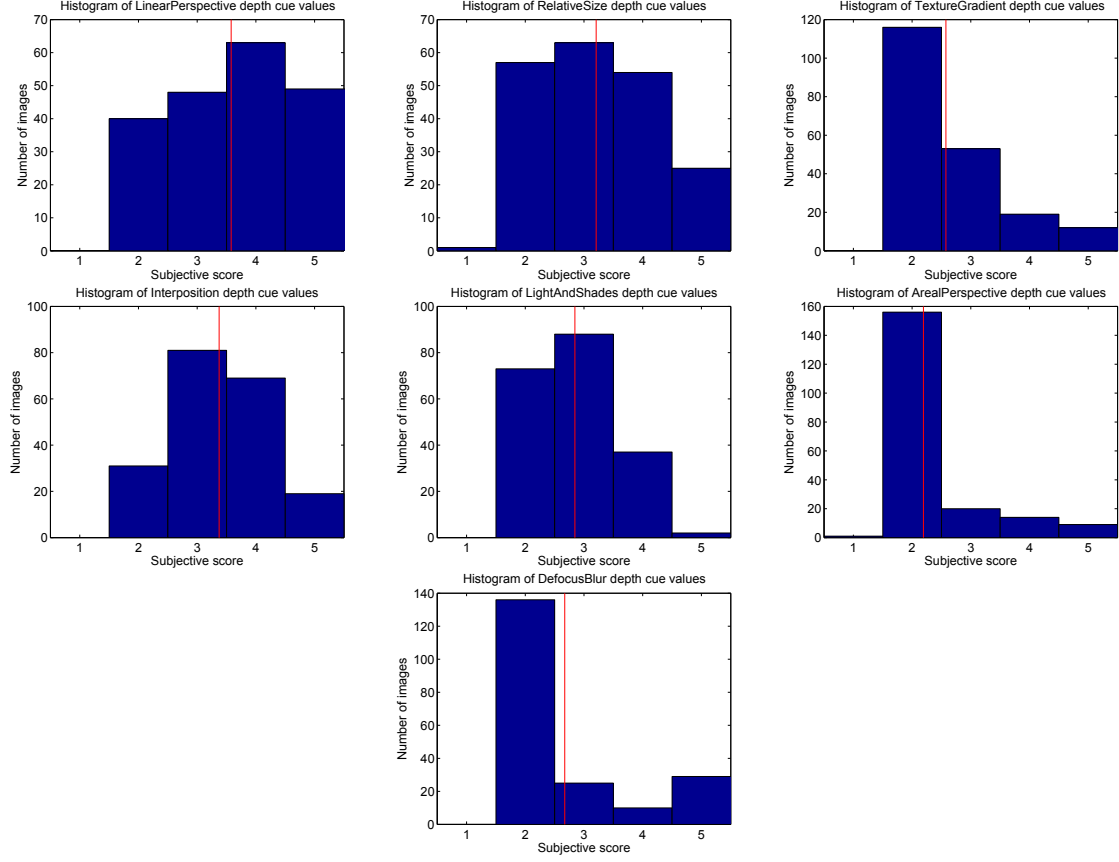 Histogram of LinearPerspective depth cue values
Number of images
70
60
50
40
30
20
10
0
1 2 3 4 5
Subjective score
Histogram of RelativeSize depth cue values
Number of images
70
60
50
40
30
20
10
0
1 2 3 4 5
Subjective score
Histogram of TextureGradient depth cue values
Number of images
120
100
80
60
40
20
0
1 2 3 4 5
Subjective score
Histogram of Interposition depth cue values
Number of images
100
80
60
40
20
0
1 2 3 4 5
Subjective score
Histogram of LightAndShades depth cue values
Number of images
100
80
60
40
20
0
1 2 3 4 5
Subjective score
Histogram of ArealPerspective depth cue values
Number of images
160
140
120
100
80
60
40
20
0
1 2 3 4 5
Subjective score
Histogram of DefocusBlur depth cue values
Number of images
140
120
100
80
60
40
20
0
1 2 3 4 5
Subjective score